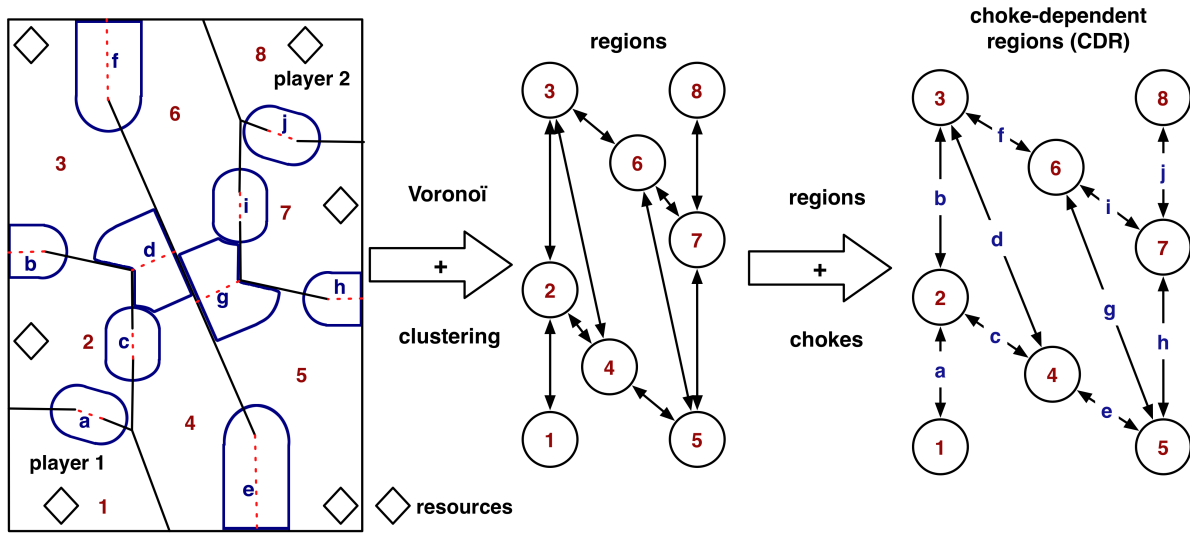 f
8
player 2
6
j
3
i
7
b
d
g
h
2
c
5
a
4
player 1
e
1
resources
Voronoï
+
clustering
regions
3
8
6
7
2
4
1
5
regions
+
chokes
choke-dependent
regions (CDR)
3
8
f
6
j
b
i
d
7
2
g
c
h
a
4
e
1
5